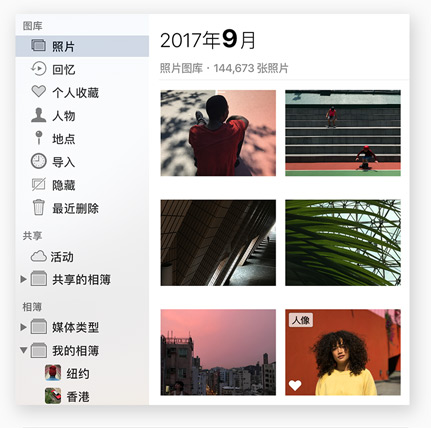 图库
照片
回忆
个人收藏
人物
地点
导入
隐藏
最近删除
共享
活动
共享的相簿
相簿
媒体类型
我的相簿
纽约
香港
2017年9月
照片图库 · 144,673 张照片
人像